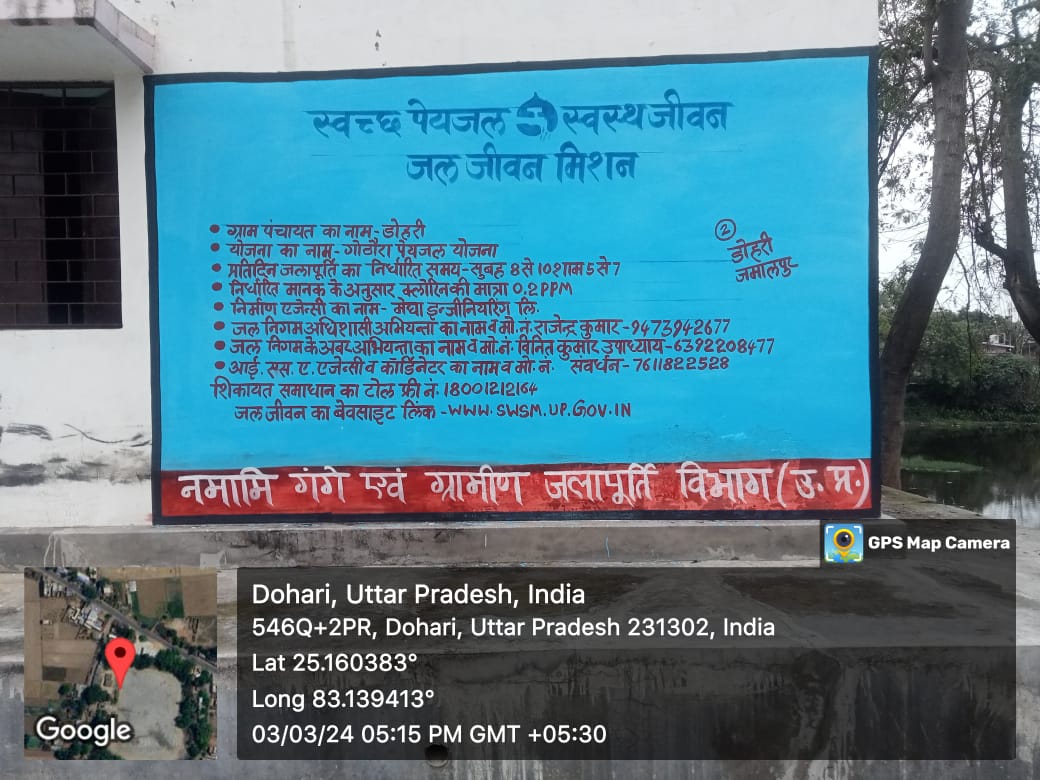 स्वच्छ पेयजल स्वस्थ जीवन
जल जीवन मिशन
• ग्राम पंचायत का नाम- डोहरी
• योजना का नाम- गोठौरा पेयजल योजना
• प्रतिदिन जलापूर्ति का निर्धारित समय- सुबह 8 से 10 शाम 5 से 7
• निर्धारित मानक के अनुसार क्लोरिन की मात्रा 0.2 PPM
• निर्माण एजेन्सी का नाम- मेघा इन्जीनियरिंग लि.
• जल निगम अधिशासी अभियन्ता का नाम व मो. नं. राजेन्द्र कुमार-9473942677
• जल निगम के अवर अभियन्ता का नाम व मो. नं. विनित कुमार उपाध्याय-6392208477
• आई. एस. ए. एजेन्सी व कॉर्डिनेटर का नाम व मो. नं. सवर्धन-7611822528
शिकायत समाधान का टोल फ्री नं. 18001212164
जल जीवन का बेवसाइट लिंक -WWW.SWSM.UP.GOV.IN
②
डोहरी
जमालपुर
नमामि गंगे एवं ग्रामीण जलापूर्ति विभाग (उ. प्र.)
GPS Map Camera
Dohari, Uttar Pradesh, India
546Q+2PR, Dohari, Uttar Pradesh 231302, India
Lat 25.160383°
Long 83.139413°
03/03/24 05:15 PM GMT +05:30
Google